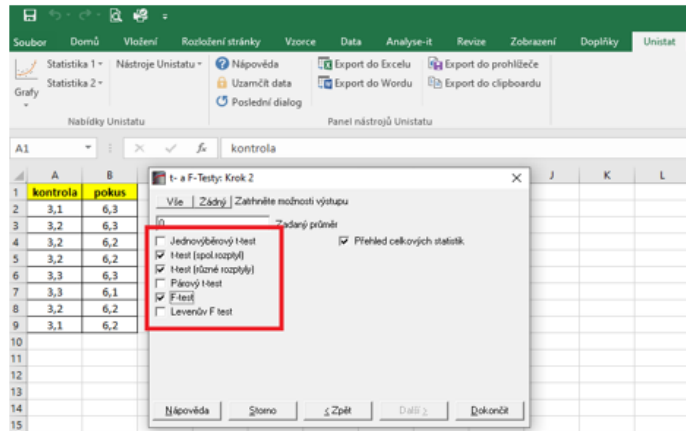 Soubor Domů Vložení Rozložení stránky Vzorce Data Analyse-it Revize Zobrazení Doplňky Unistat
Statistika 1 Nástroje Unistatu Nápověda Export do Excelu Export do prohlížeče
Statistika 2 Uzamčít data Export do Wordu Export do clipboardu
Grafy Poslední dialog
Nabídky Unistatu Panel nástrojů Unistatu
A1 fx kontrola
A B J K L
1 kontrola pokus
2 3,1 6,3
3 3,2 6,3
4 3,2 6,2
5 3,2 6,2
6 3,3 6,3
7 3,3 6,1
8 3,2 6,2
9 3,1 6,2
10
11
12
13
14
15
t- a F-Testy: Krok 2
Vše Žádný Zatrhněte možnosti výstupu
0 Zadaný průměr
Jednovýběrový t-test Přehled celkových statistik
t-test (spol.rozptyl)
t-test (různé rozptyly)
Párový t-test
F-test
Levenův F test
Nápověda Storno < Zpět Další > Dokončit